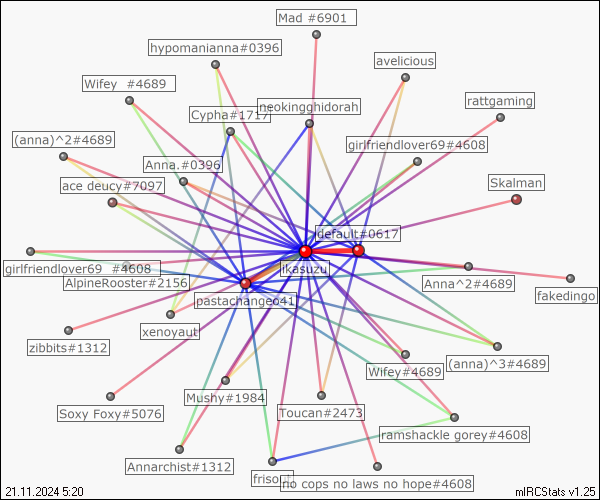 Mad #6901
hypomanianna#0396
avelicious
Wifey  #4689
rattgaming
Cypha#1717
neokingghidorah
(anna)^2#4689
girlfriendlover69#4608
Anna.#0396
Skalman
ace deucy#7097
default#0617
girlfriendlover69  #4608
ikasuzu
AlpineRooster#2156
Anna^2#4689
fakedingo
pastachangeo41
xenoyaut
zibbits#1312
(anna)^3#4689
Wifey#4689
Mushy#1984
Soxy Foxy#5076
Toucan#2473
ramshackle gorey#4608
Annarchist#1312
no cops no laws no hope#4608
21.11.2024 5:20
mIRCStats v1.25